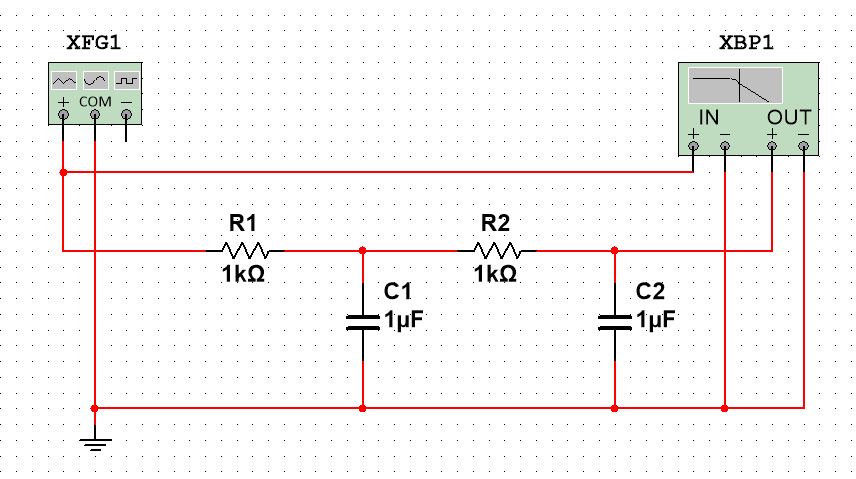 XFG1
XBP1
+ COM −
IN
OUT
+ − + −
R1
1kΩ
R2
1kΩ
C1
1µF
C2
1µF